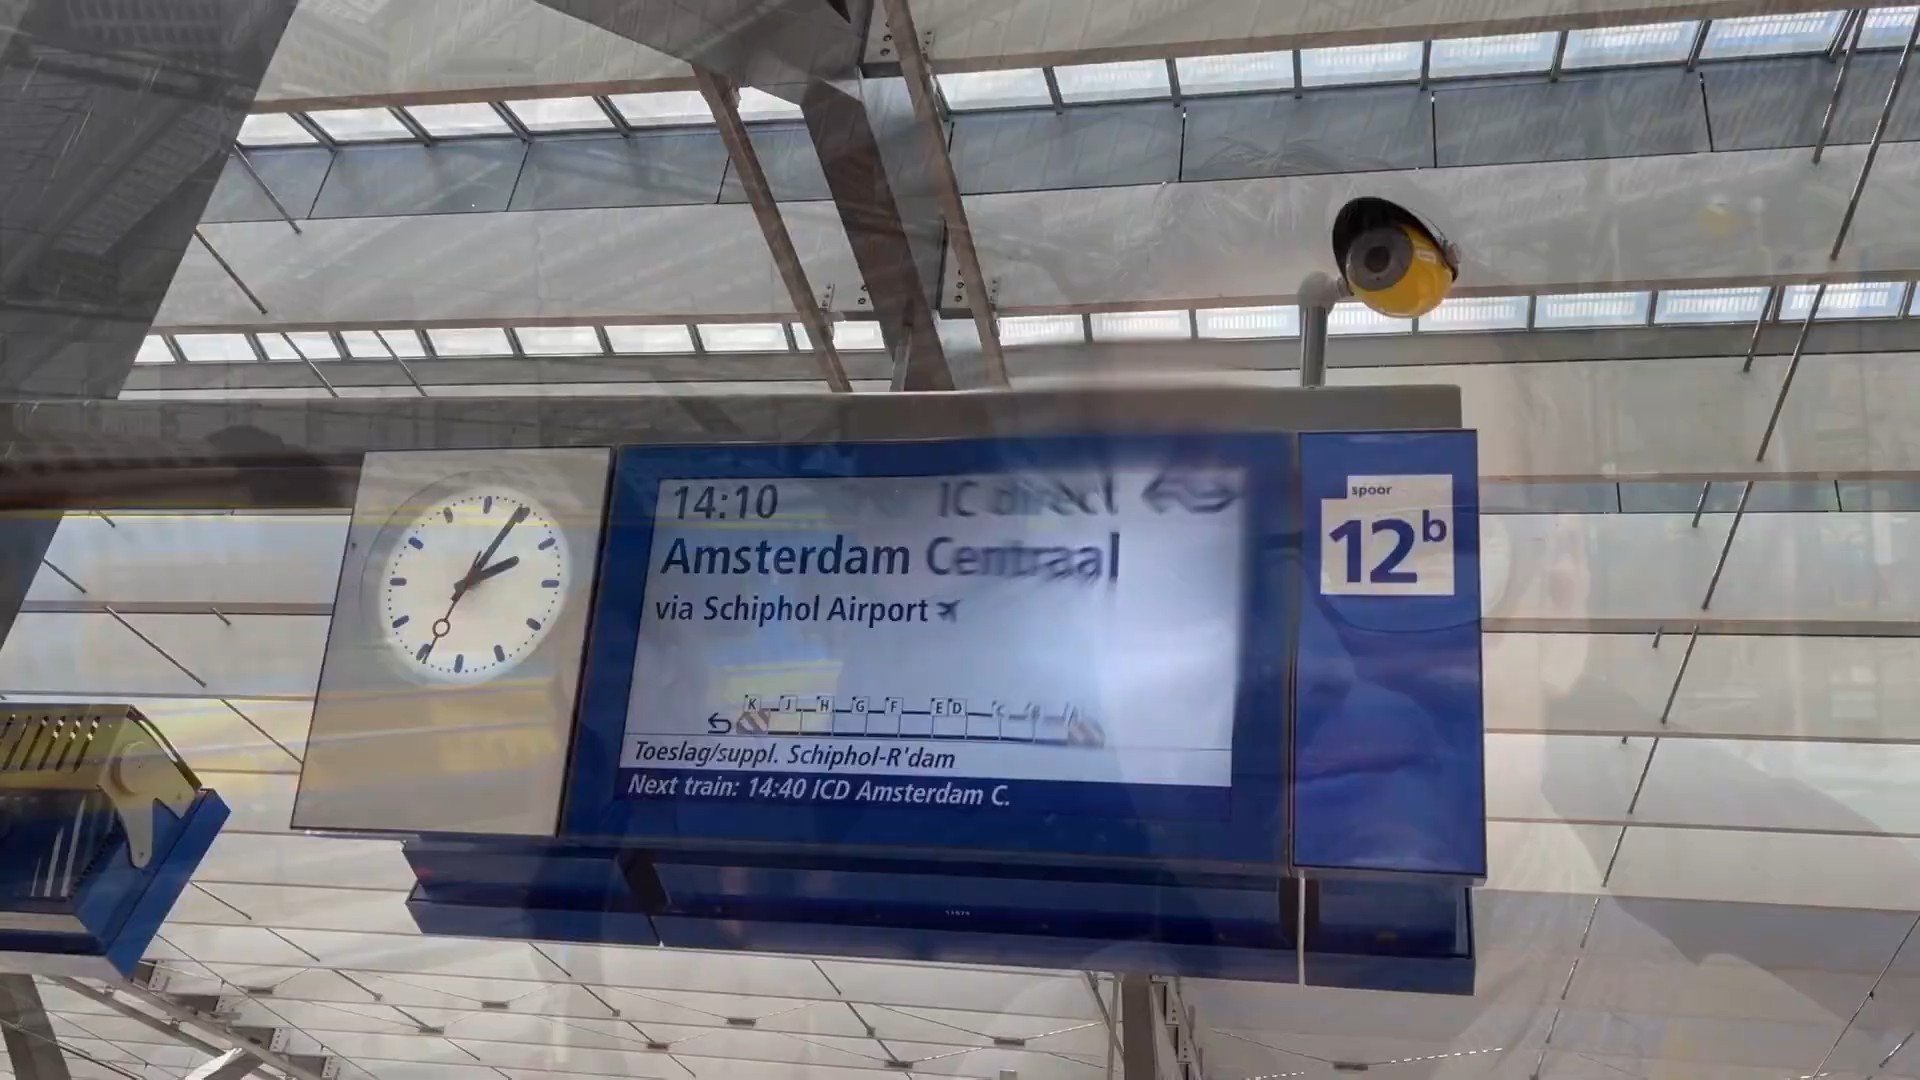 14:10 IC direct
Amsterdam Centraal
via Schiphol Airport
K J H G F E D C
Toeslag/suppl. Schiphol-R'dam
Next train: 14:40 ICD Amsterdam C.
spoor
12b